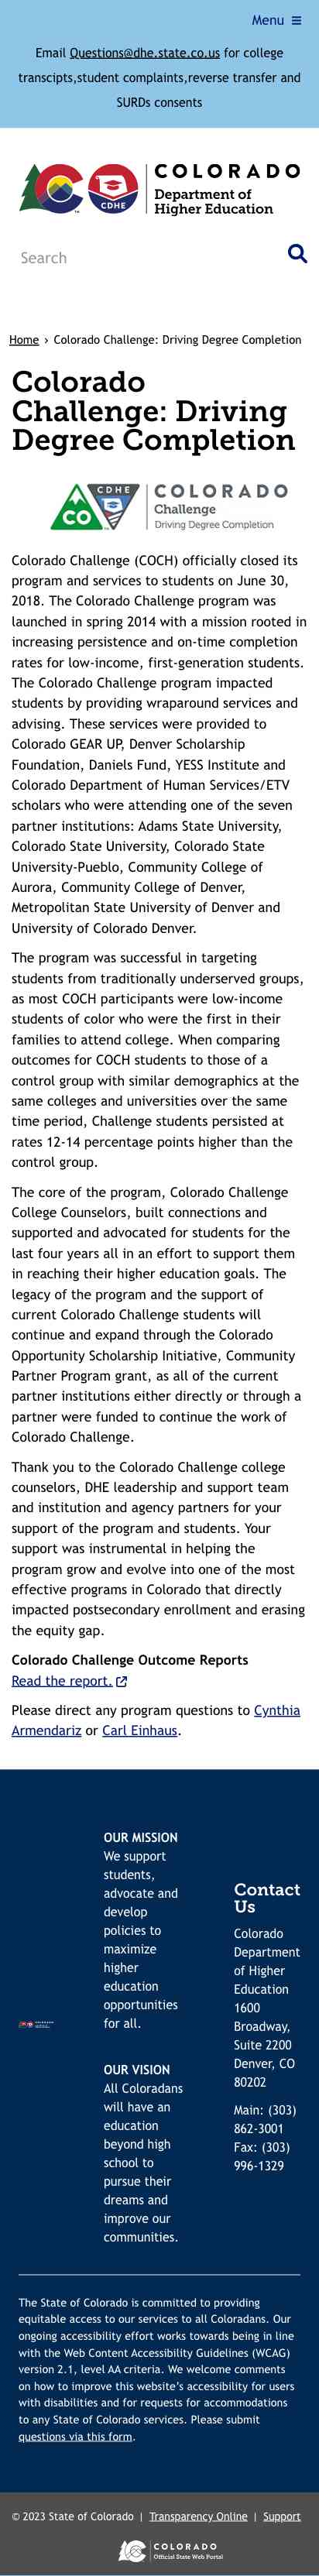 Menu
Email Questions@dhe.state.co.us for college
transcipts,student complaints,reverse transfer and
SURDs consents
CDHE
COLORADO
Department of
Higher Education
Search
Home › Colorado Challenge: Driving Degree Completion
Colorado
Challenge: Driving
Degree Completion
CO
CDHE
COLORADO
Challenge
Driving Degree Completion
Colorado Challenge (COCH) officially closed its
program and services to students on June 30,
2018. The Colorado Challenge program was
launched in spring 2014 with a mission rooted in
increasing persistence and on-time completion
rates for low-income, first-generation students.
The Colorado Challenge program impacted
students by providing wraparound services and
advising. These services were provided to
Colorado GEAR UP, Denver Scholarship
Foundation, Daniels Fund, YESS Institute and
Colorado Department of Human Services/ETV
scholars who were attending one of the seven
partner institutions: Adams State University,
Colorado State University, Colorado State
University-Pueblo, Community College of
Aurora, Community College of Denver,
Metropolitan State University of Denver and
University of Colorado Denver.
The program was successful in targeting
students from traditionally underserved groups,
as most COCH participants were low-income
students of color who were the first in their
families to attend college. When comparing
outcomes for COCH students to those of a
control group with similar demographics at the
same colleges and universities over the same
time period, Challenge students persisted at
rates 12-14 percentage points higher than the
control group.
The core of the program, Colorado Challenge
College Counselors, built connections and
supported and advocated for students for the
last four years all in an effort to support them
in reaching their higher education goals. The
legacy of the program and the support of
current Colorado Challenge students will
continue and expand through the Colorado
Opportunity Scholarship Initiative, Community
Partner Program grant, as all of the current
partner institutions either directly or through a
partner were funded to continue the work of
Colorado Challenge.
Thank you to the Colorado Challenge college
counselors, DHE leadership and support team
and institution and agency partners for your
support of the program and students. Your
support was instrumental in helping the
program grow and evolve into one of the most
effective programs in Colorado that directly
impacted postsecondary enrollment and erasing
the equity gap.
Colorado Challenge Outcome Reports
Read the report.
Please direct any program questions to Cynthia
Armendariz or Carl Einhaus.
OUR MISSION
We support
students,
advocate and
develop
policies to
maximize
higher
education
opportunities
for all.
OUR VISION
All Coloradans
will have an
education
beyond high
school to
pursue their
dreams and
improve our
communities.
Contact
Us
Colorado
Department
of Higher
Education
1600
Broadway,
Suite 2200
Denver, CO
80202
Main: (303)
862-3001
Fax: (303)
996-1329
The State of Colorado is committed to providing
equitable access to our services to all Coloradans. Our
ongoing accessibility effort works towards being in line
with the Web Content Accessibility Guidelines (WCAG)
version 2.1, level AA criteria. We welcome comments
on how to improve this website's accessibility for users
with disabilities and for requests for accommodations
to any State of Colorado services. Please submit
questions via this form.
© 2023 State of Colorado | Transparency Online | Support
COLORADO
Official State Web Portal